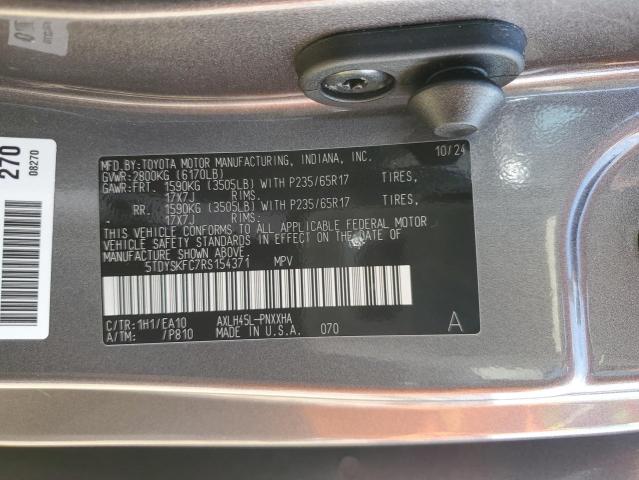 270
08270
MFD.BY:TOYOTA MOTOR MANUFACTURING, INDIANA, INC. 10/24
GVWR:2800KG (6170LB)
GAWR:FRT. 1590KG (3505LB) WITH P235/65R17 TIRES,
17X7J RIMS.
RR. 1590KG (3505LB) WITH P235/65R17 TIRES,
17X7J RIMS.
THIS VEHICLE CONFORMS TO ALL APPLICABLE FEDERAL MOTOR
VEHICLE SAFETY STANDARDS IN EFFECT ON THE DATE OF
MANUFACTURE SHOWN ABOVE.
5TDYSKFC7RS154371 MPV
C/TR:1H1/EA10 AXLH45L-PNXXHA
A/TM: /P810 MADE IN U.S.A. 070 A